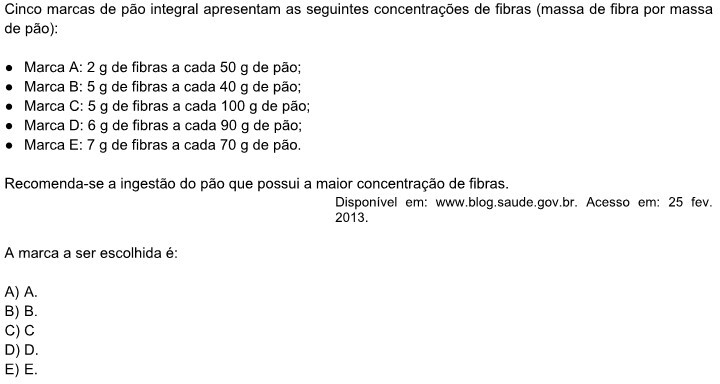 Cinco marcas de pão integral apresentam as seguintes concentrações de fibras (massa de fibra por massa
de pão):
● Marca A: 2 g de fibras a cada 50 g de pão;
● Marca B: 5 g de fibras a cada 40 g de pão;
● Marca C: 5 g de fibras a cada 100 g de pão;
● Marca D: 6 g de fibras a cada 90 g de pão;
● Marca E: 7 g de fibras a cada 70 g de pão.
Recomenda-se a ingestão do pão que possui a maior concentração de fibras.
Disponível em: www.blog.saude.gov.br. Acesso em: 25 fev.
2013.
A marca a ser escolhida é:
A) A.
B) B.
C) C
D) D.
E) E.